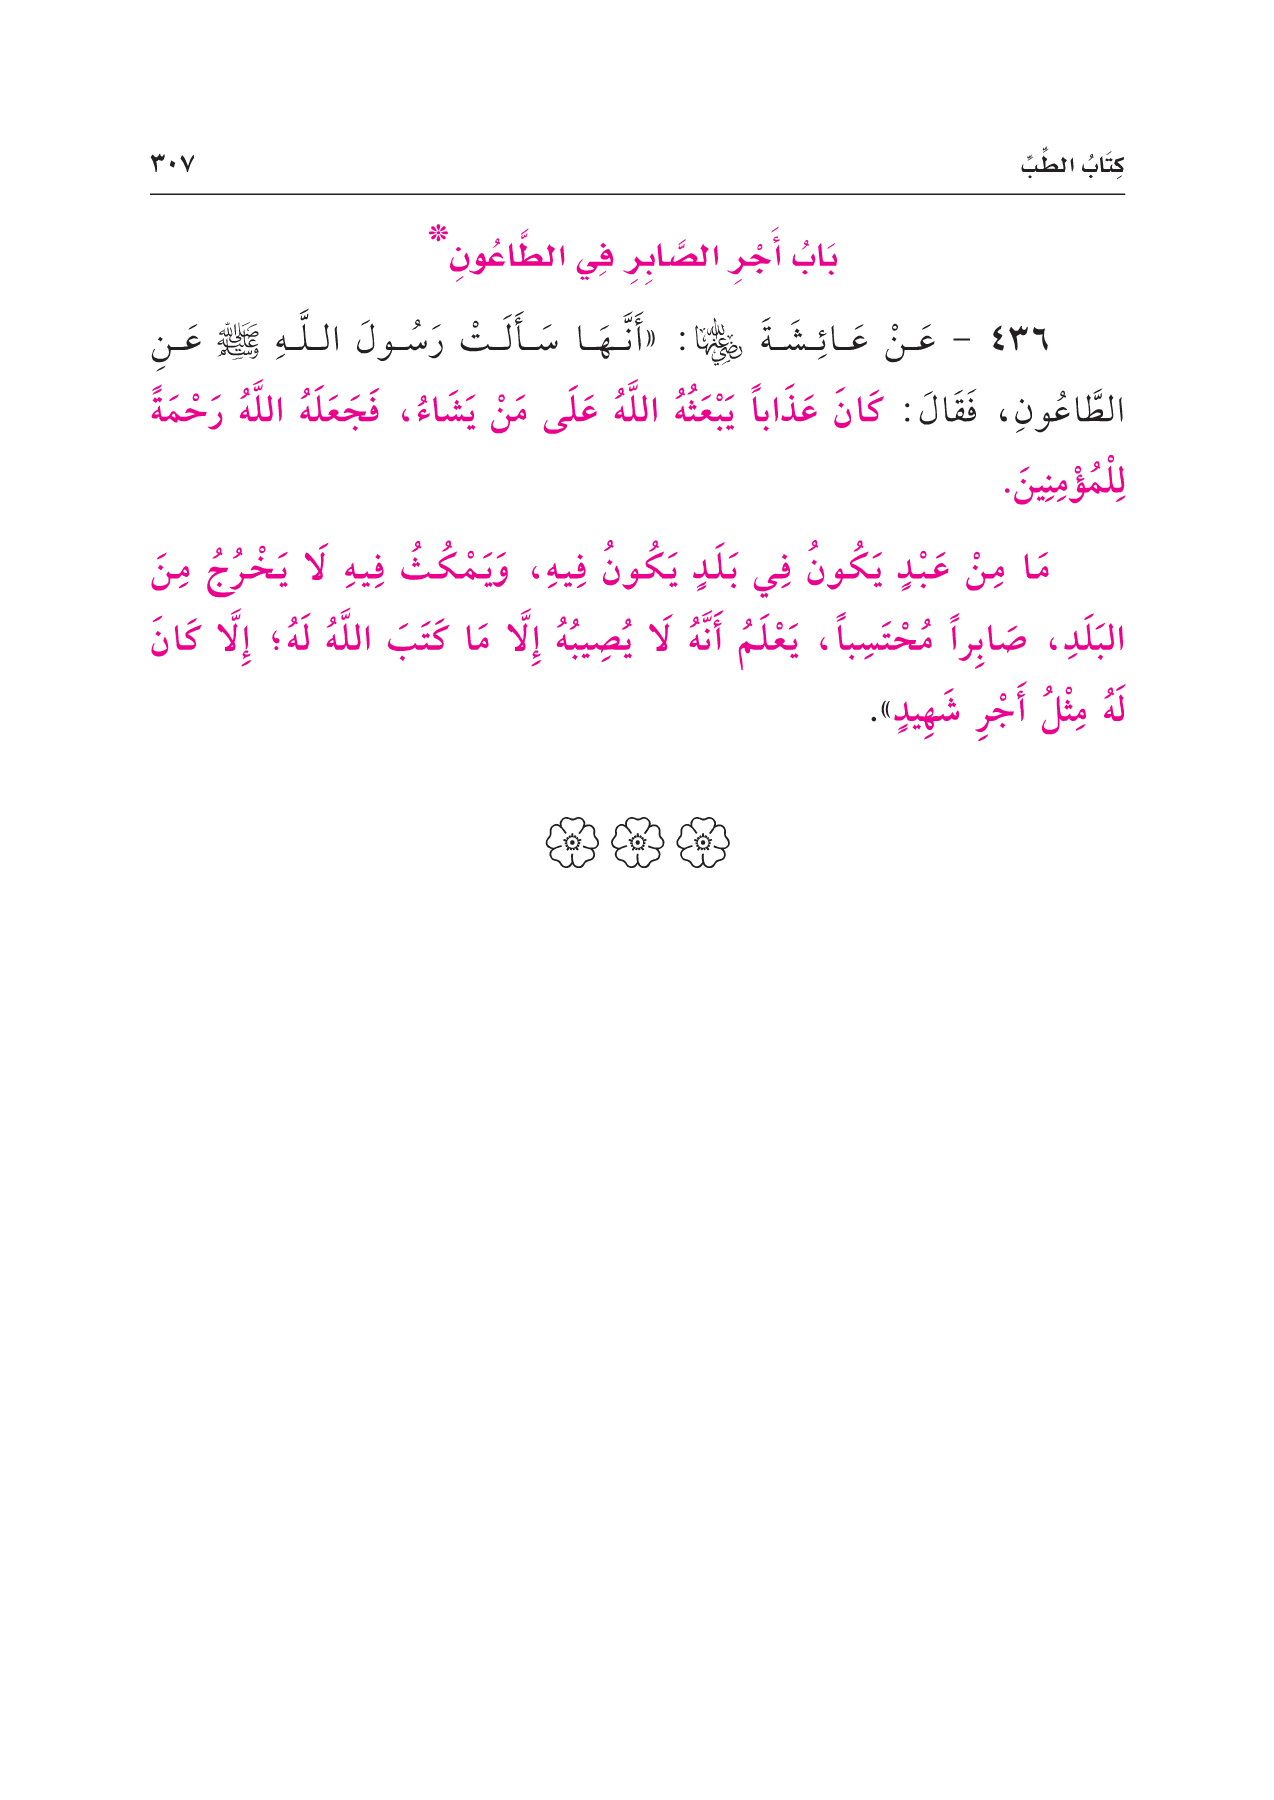 كِتَابُ الطِّبِّ ٣٠٧
بَابُ أَجْرِ الصَّابِرِ فِي الطَّاعُونِ*
٤٣٦ - عَنْ عَائِشَةَ رضي الله عنها: «أَنَّهَا سَأَلَتْ رَسُولَ اللَّهِ ﷺ عَنِ
الطَّاعُونِ، فَقَالَ: كَانَ عَذَاباً يَبْعَثُهُ اللَّهُ عَلَى مَنْ يَشَاءُ، فَجَعَلَهُ اللَّهُ رَحْمَةً
لِلْمُؤْمِنِينَ.
مَا مِنْ عَبْدٍ يَكُونُ فِي بَلَدٍ يَكُونُ فِيهِ، وَيَمْكُثُ فِيهِ لَا يَخْرُجُ مِنَ
البَلَدِ، صَابِراً مُحْتَسِباً، يَعْلَمُ أَنَّهُ لَا يُصِيبُهُ إِلَّا مَا كَتَبَ اللَّهُ لَهُ؛ إِلَّا كَانَ
لَهُ مِثْلُ أَجْرِ شَهِيدٍ».